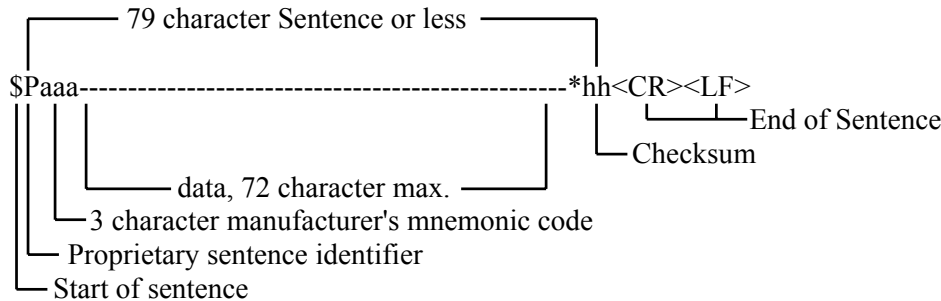 79 character Sentence or less
$Paaa--------------------------------------------------*hh<CR><LF>
End of Sentence
Checksum
data, 72 character max.
3 character manufacturer's mnemonic code
Proprietary sentence identifier
Start of sentence